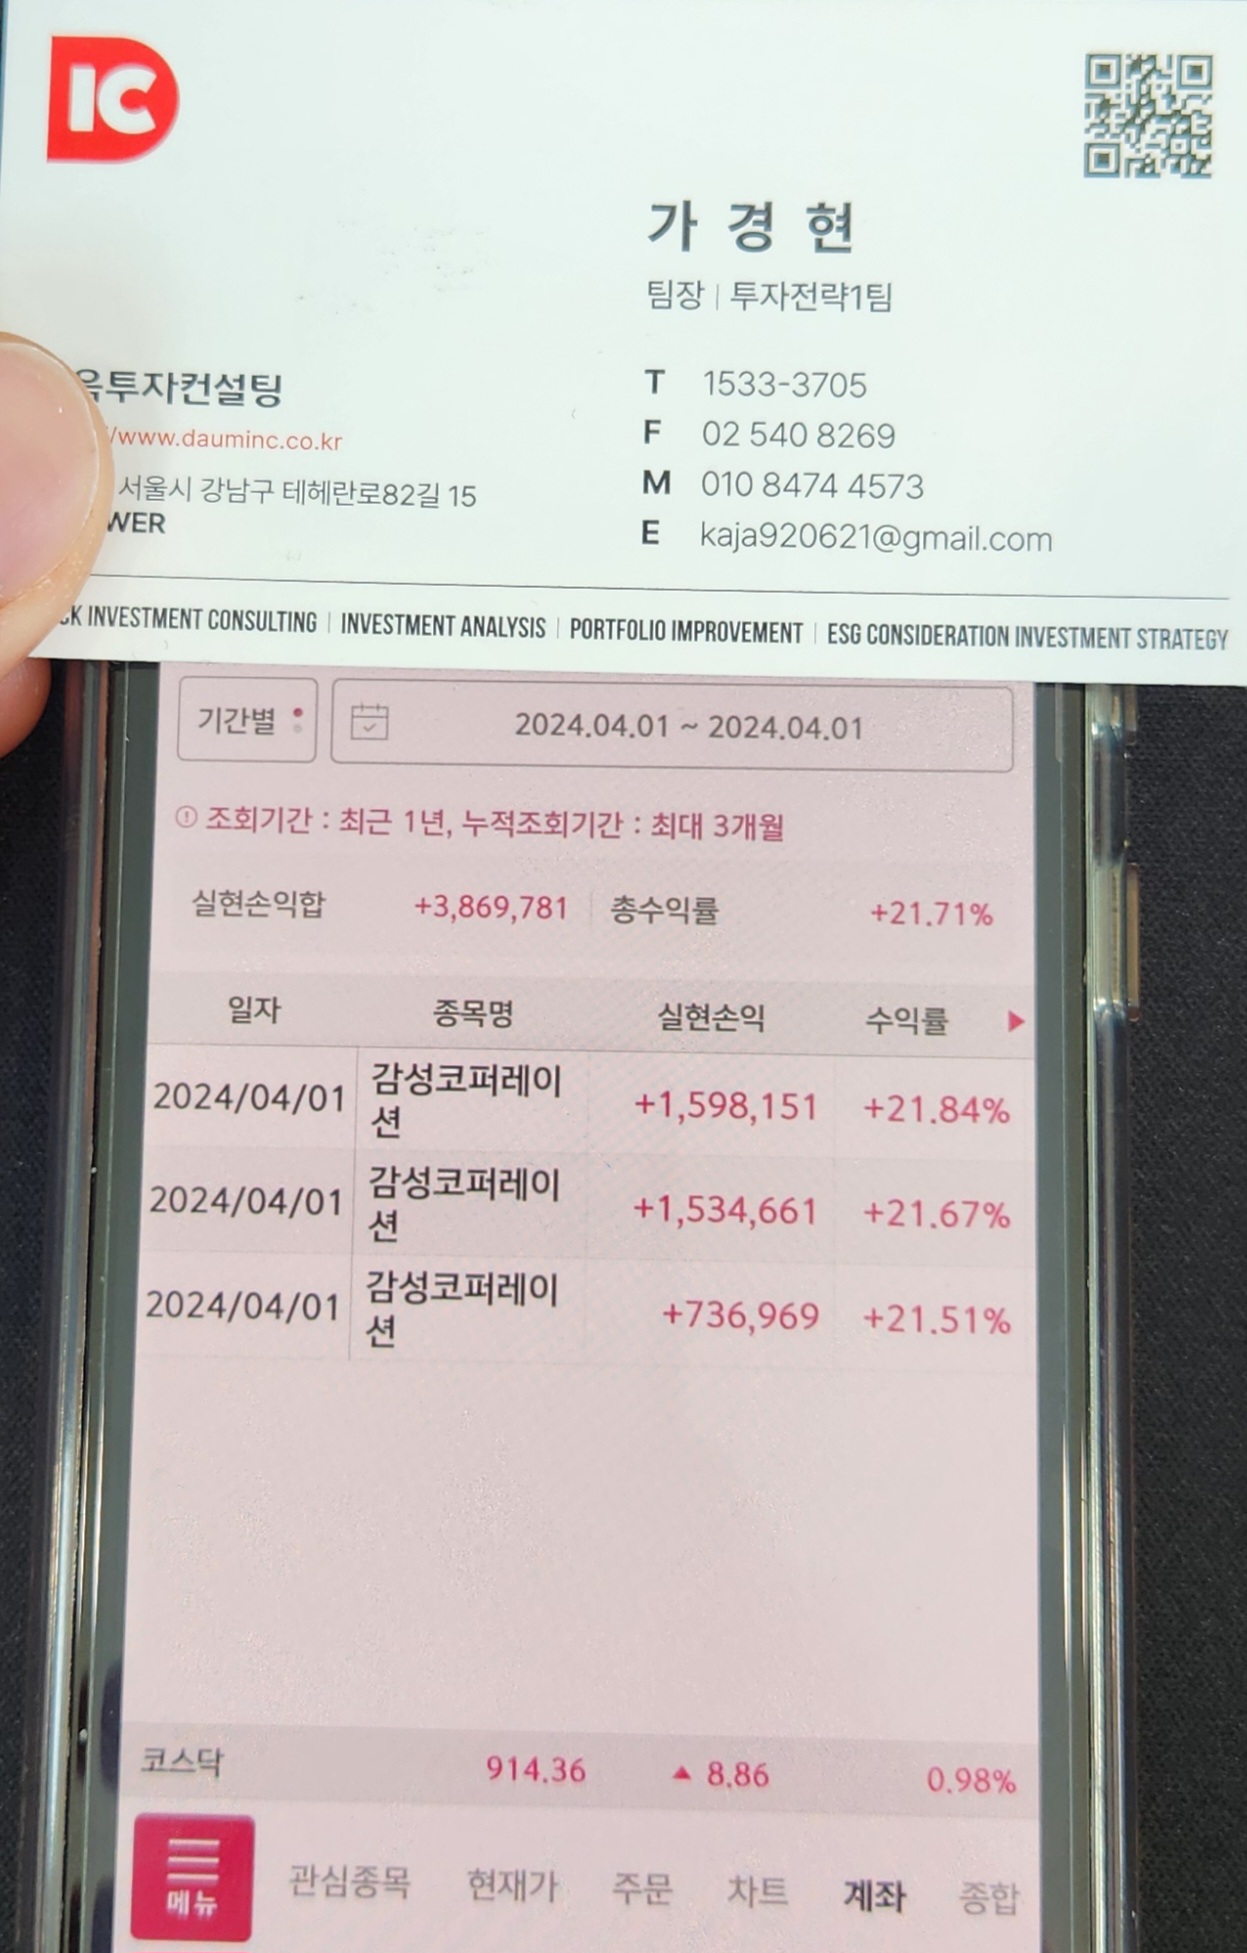 IC
가경현
팀장 | 투자전략1팀
투자컨설팅
www.dauminc.co.kr
서울시 강남구 테헤란로82길 15
T 1533-3705
F 02 540 8269
M 010 8474 4573
E kaja920621@gmail.com
INVESTMENT CONSULTING | INVESTMENT ANALYSIS | PORTFOLIO IMPROVEMENT | ESG CONSIDERATION INVESTMENT STRATEGY
기간별 2024.04.01 ~ 2024.04.01
조회기간 : 최근 1년, 누적조회기간 : 최대 3개월
실현손익합 +3,869,781 총수익률 +21.71%
일자 종목명 실현손익 수익률
2024/04/01 감성코퍼레이
션 +1,598,151 +21.84%
2024/04/01 감성코퍼레이
션 +1,534,661 +21.67%
2024/04/01 감성코퍼레이
션 +736,969 +21.51%
코스닥 914.36 ▲ 8.86 0.98%
메뉴 관심종목 현재가 주문 차트 계좌 종합